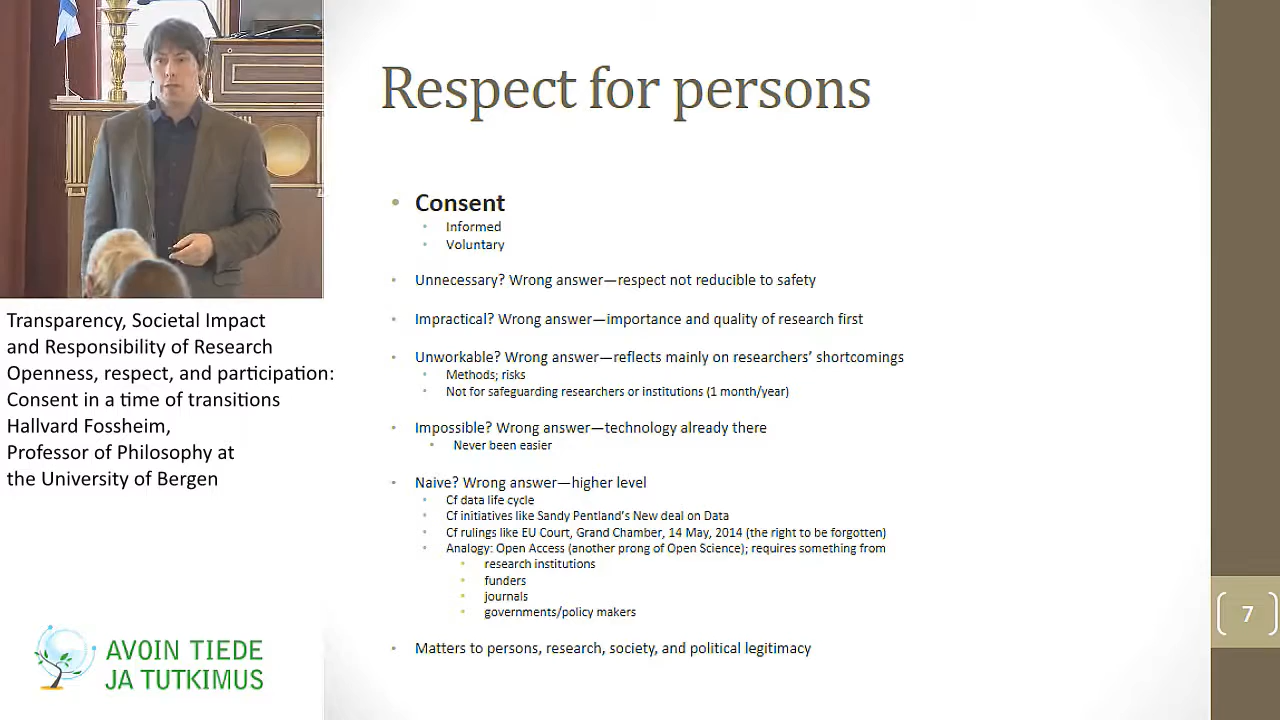 Respect for persons
Consent
Informed
Voluntary
Unnecessary? Wrong answer—respect not reducible to safety
Impractical? Wrong answer—importance and quality of research first
Unworkable? Wrong answer—reflects mainly on researchers' shortcomings
Methods; risks
Not for safeguarding researchers or institutions (1 month/year)
Impossible? Wrong answer—technology already there
Never been easier
Naive? Wrong answer—higher level
Cf data life cycle
Cf initiatives like Sandy Pentland's New deal on Data
Cf rulings like EU Court, Grand Chamber, 14 May, 2014 (the right to be forgotten)
Analogy: Open Access (another prong of Open Science); requires something from
research institutions
funders
journals
governments/policy makers
Matters to persons, research, society, and political legitimacy
7
Transparency, Societal Impact
and Responsibility of Research
Openness, respect, and participation:
Consent in a time of transitions
Hallvard Fossheim,
Professor of Philosophy at
the University of Bergen
AVOIN TIEDE
JA TUTKIMUS